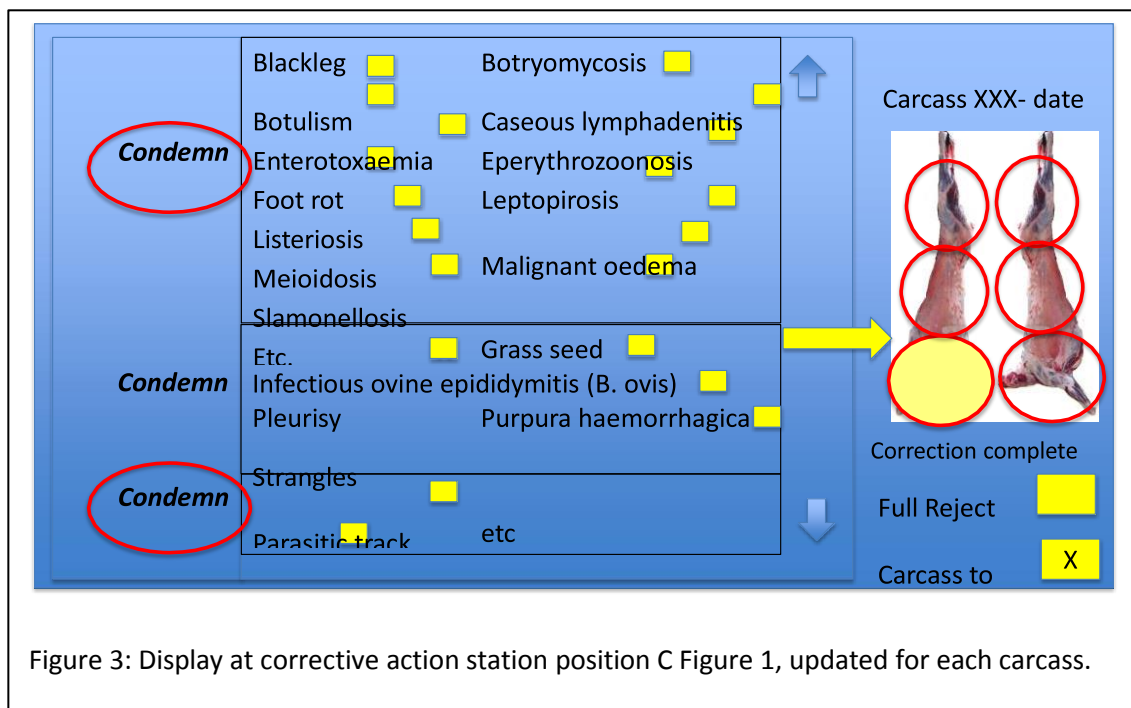 Blackleg Botryomycosis
Botulism Caseous lymphadenitis
Condemn
Enterotoxaemia Eperythrozoonosis
Foot rot Leptopirosis
Listeriosis
Meioidosis Malignant oedema
Slamonellosis
Etc. Grass seed
Condemn
Infectious ovine epididymitis (B. ovis)
Pleurisy Purpura haemorrhagica
Strangles
Condemn
Parasitic track etc
Carcass XXX- date
Correction complete
Full Reject
Carcass to X
Figure 3: Display at corrective action station position C Figure 1, updated for each carcass.